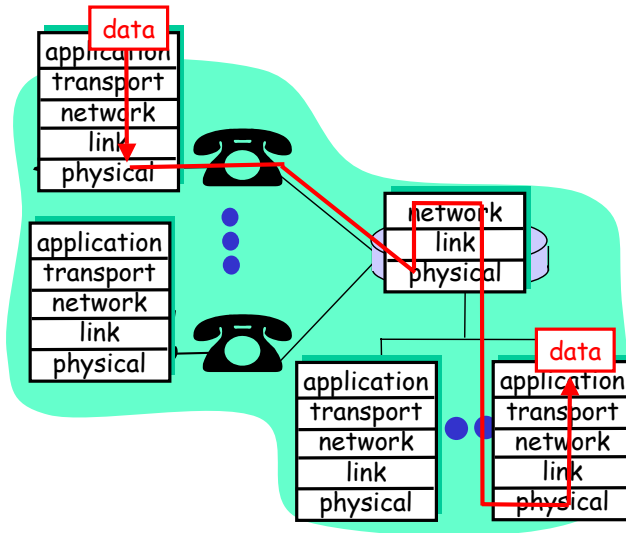 data
application
transport
network
link
physical
application
transport
network
link
physical
network
link
physical
application
transport
network
link
physical
data
application
transport
network
link
physical